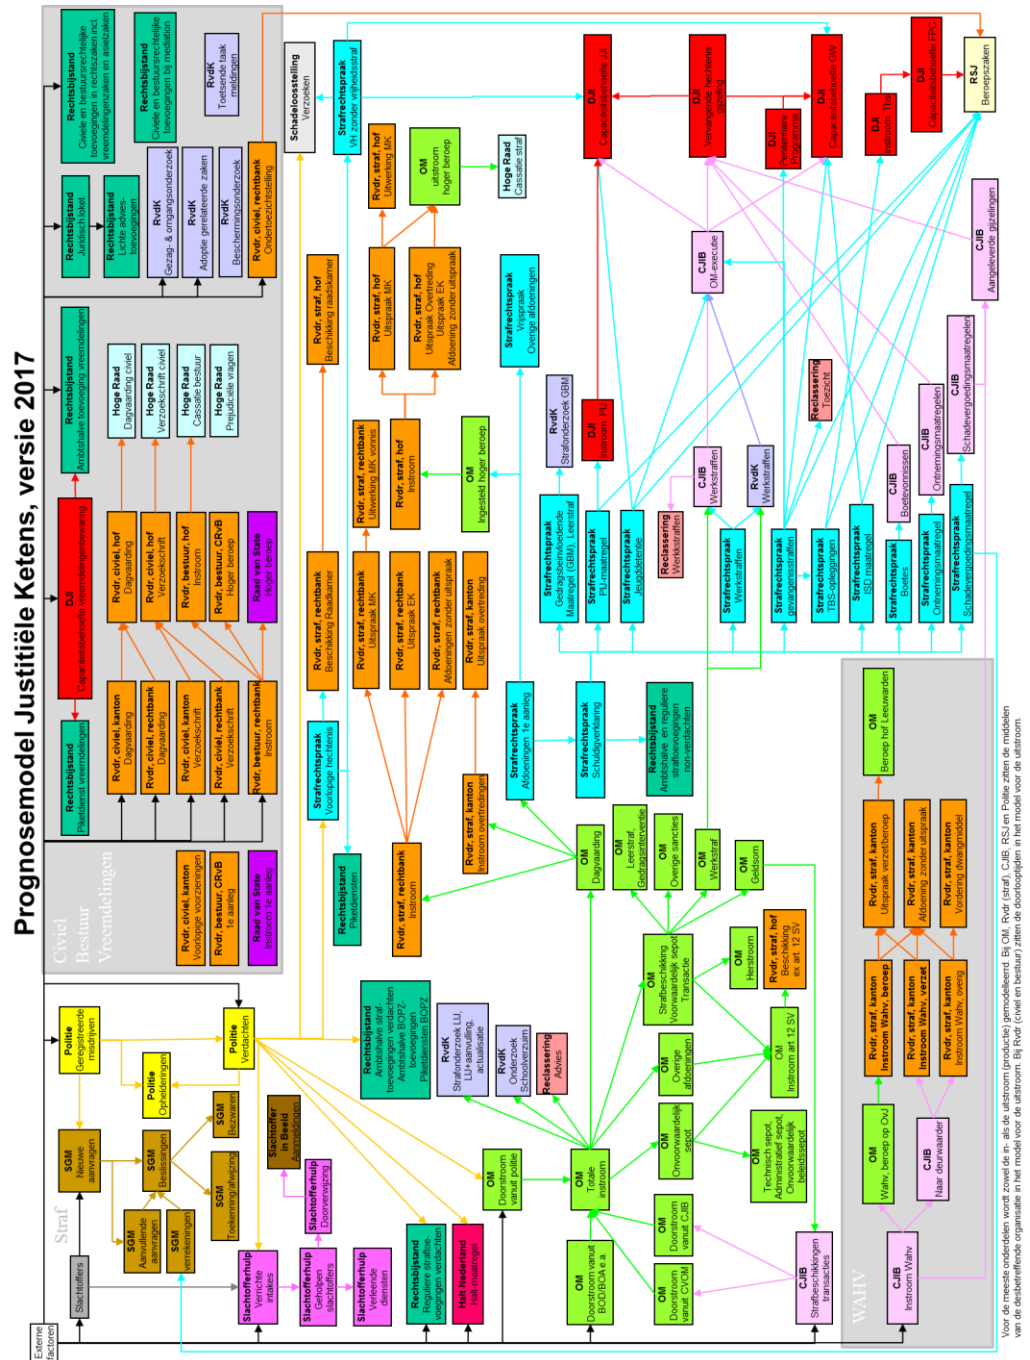 Prognosemodel Justitiële Ketens, versie 2017
Externe
factoren
Straf
Slachtoffers
SGM
Nieuwe
aanvragen
SGM
Aanvullende
aanvragen
SGM
verrekeningen
SGM
Beslissingen
SGM
Toekenning/afwijzing
SGM
Bezwaren
Politie
Geregistreerde
misdrijven
Politie
Ophelderingen
Politie
Verdachten
Slachtofferhulp
Verrichte
intakes
Slachtofferhulp
Geholpen
slachtoffers
Slachtofferhulp
Verleende
diensten
Slachtofferhulp
Doorverwijzing
Slachtoffer
in Beeld
Aanmeldingen
Rechtsbijstand
Reguliere straftoe-
voegingen verdachten
Halt Nederland
Halt-maatregel
Rechtsbijstand
Ambtshalve straf-
toevoegingen verdachten
Ambtshalve BOPZ-
toevoegingen
Piketdiensten BOPZ
OM
Doorstroom
vanuit politie
OM
Doorstroom vanuit
BOD/BOA e.a.
OM
Totale
instroom
OM
Doorstroom
vanuit CVOM
OM
Doorstroom
vanuit CJIB
CJIB
Strafbeschikkingen
transacties
RvdK
Strafonderzoek LU,
LU+aanvulling,
actualisatie
RvdK
Onderzoek
Schoolverzuim
Reclassering
Advies
OM
Overige
afdoeningen
OM
Onvoorwaardelijk
sepot
OM
Technisch sepot,
Administratief sepot,
Onvoorwaardelijk
beleidssepot
OM
Strafbeschikking
Voorwaardelijk sepot
Transactie
OM
Herstroom
OM
Instroom art 12 SV
Rvdr, straf, hof
Beschikking
ex art. 12 SV
OM
Dagvaarding
OM
Leerstraf,
Gedragsinterventie
OM
Overige sancties
OM
Werkstraf
OM
Geldsom
Civiel
Bestuur
Vreemdelingen
Rvdr, civiel, kanton
Voorlopige voorzieningen
Rvdr, bestuur, CRvB
1e aanleg
Raad van State
Instroom 1e aanleg
Rechtsbijstand
Piketdienst vreemdelingen
DJI
Capaciteitsbehoefte vreemdelingenbewaring
Rechtsbijstand
Ambtshalve toevoeging vreemdelingen
Rvdr, civiel, kanton
Dagvaarding
Rvdr, civiel, rechtbank
Dagvaarding
Rvdr, civiel, kanton
Verzoekschrift
Rvdr, civiel, rechtbank
Verzoekschrift
Rvdr, bestuur, rechtbank
Instroom
Rvdr, civiel, hof
Dagvaarding
Rvdr, civiel, hof
Verzoekschrift
Rvdr, bestuur, hof
Instroom
Rvdr, bestuur, CRvB
Hoger beroep
Raad van State
Hoger beroep
Hoge Raad
Dagvaarding civiel
Hoge Raad
Verzoekschrift civiel
Hoge Raad
Cassatie bestuur
Hoge Raad
Prejudiciële vragen
Rechtsbijstand
Juridisch loket
Rechtsbijstand
Lichte advies-
toevoegingen
RvdK
Gezag- & omgangsonderzoek
RvdK
Adoptie gerelateerde zaken
RvdK
Beschermingsonderzoek
Rvdr, civiel, rechtbank
Ondertoezichtstelling
Rechtsbijstand
Civiele en bestuursrechtelijke
toevoegingen in rechtszaken incl.
vreemdelingenzaken en asielzaken
Rechtsbijstand
Civiele en bestuursrechtelijke
toevoegingen bij mediation
RvdK
Toetsende taak
meldingen
Rechtsbijstand
Piketdiensten
Strafrechtspraak
Voorlopige hechtenis
Rvdr, straf, rechtbank
Beschikking Raadkamer
Rvdr, straf, hof
Beschikking raadskamer
Strafrechtspraak
VH zonder vrijheidsstraf
Schadeloosstelling
Verzoeken
Rvdr, straf, rechtbank
Instroom
Rvdr, straf, kanton
Instroom overtredingen
Rvdr, straf, rechtbank
Uitspraak MK
Rvdr, straf, rechtbank
Uitspraak EK
Rvdr, straf, rechtbank
Afdoeningen zonder uitspraak
Rvdr, straf, kanton
Uitspraak overtreding
Rvdr, straf, rechtbank
Uitwerking MK vonnis
Rvdr, straf, hof
Instroom
OM
Ingesteld hoger beroep
Rvdr, straf, hof
Uitspraak MK
Rvdr, straf, hof
Uitspraak Overtreding
Uitspraak EK
Afdoening zonder uitspraak
Rvdr, straf, hof
Uitwerking MK
OM
uitstroom
hoger beroep
Hoge Raad
Cassatie straf
Strafrechtspraak
Afdoeningen 1e aanleg
Strafrechtspraak
Schuldigverklaring
Rechtsbijstand
Ambtshalve en reguliere
straftoevoegingen
non-verdachten
Strafrechtspraak
Vrijspraak
Overige afdoeningen
Strafrechtspraak
Gedragsbeïnvloedende
Maatregel (GBM), Leerstraf
RvdK
Strafonderzoek GBM
Strafrechtspraak
PIJ-maatregel
DJI
Instroom PIJ
Strafrechtspraak
Jeugddetentie
Strafrechtspraak
Werkstraffen
Reclassering
Werkkstraffen
CJIB
Werkstraffen
RvdK
Werkstraffen
CJIB
OM-executie
Strafrechtspraak
gevangenisstraffen
Strafrechtspraak
TBS-opleggingen
Reclassering
Toezicht
Strafrechtspraak
ISD maatregel
Strafrechtspraak
Boetes
CJIB
Boetevonnissen
Strafrechtspraak
Ontnemingsmaatregel
CJIB
Ontnemingsmaatregelen
Strafrechtspraak
Schadevergoedingsmaatregel
CJIB
Schadevergoedingsmaatregelen
CJIB
Aangeleverde gijzelingen
DJI
Capaciteitsbehoefte JJI
DJI
Vervangende hechtenis
gijzeling
DJI
Penitentiaire
Programma
DJI
Capaciteitsbehoefte GW
DJI
Instroom Tbs
DJI
Capaciteitsbehoefte FPC
RSJ
Beroepszaken
WAHV
CJIB
Instroom Wahv
OM
Wahv, beroep op OvJ
CJIB
Naar deurwaarder
Rvdr, straf, kanton
Instroom Wahv, beroep
Rvdr, straf, kanton
Instroom Wahv, verzet
Rvdr, straf, kanton
Instroom Wahv, overig
Rvdr, straf, kanton
Uitspraak verzet/beroep
Rvdr, straf, kanton
Afdoening zonder uitspraak
Rvdr, straf, kanton
Vordering dwangmiddel
OM
Beroep hof Leeuwarden
Voor de meeste onderdelen wordt zowel de in- als de uitstroom (productie) gemodelleerd. Bij OM, Rvdr (straf), CJIB, RSJ en Politie zitten de middelen
van de desbetreffende organisatie in het model voor de uitstroom. Bij Rvdr (civiel en bestuur) zitten de doorlooptijden in het model voor de uitstroom.